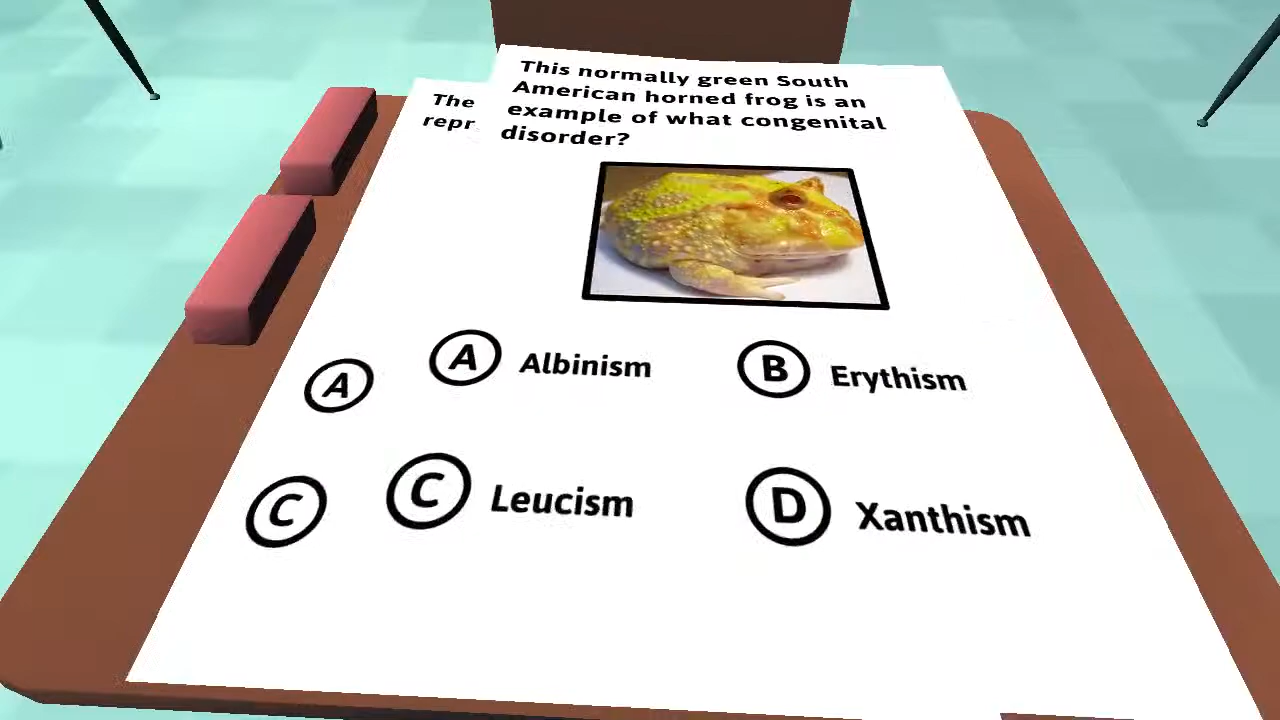 This normally green South
American horned frog is an
example of what congenital
disorder?
The
repr
A Albinism
B Erythism
C Leucism
D Xanthism
A
C